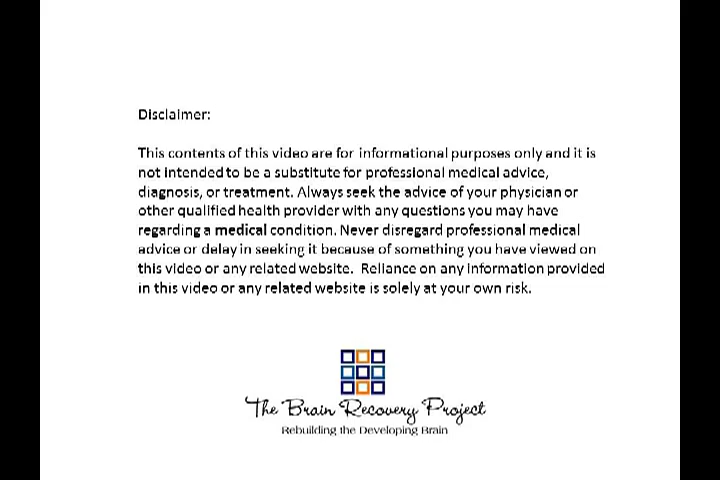 Disclaimer:
This contents of this video are for informational purposes only and it is
not intended to be a substitute for professional medical advice,
diagnosis, or treatment. Always seek the advice of your physician or
other qualified health provider with any questions you may have
regarding a medical condition. Never disregard professional medical
advice or delay in seeking it because of something you have viewed on
this video or any related website.  Reliance on any information provided
in this video or any related website is solely at your own risk.
The Brain Recovery Project
Rebuilding the Developing Brain